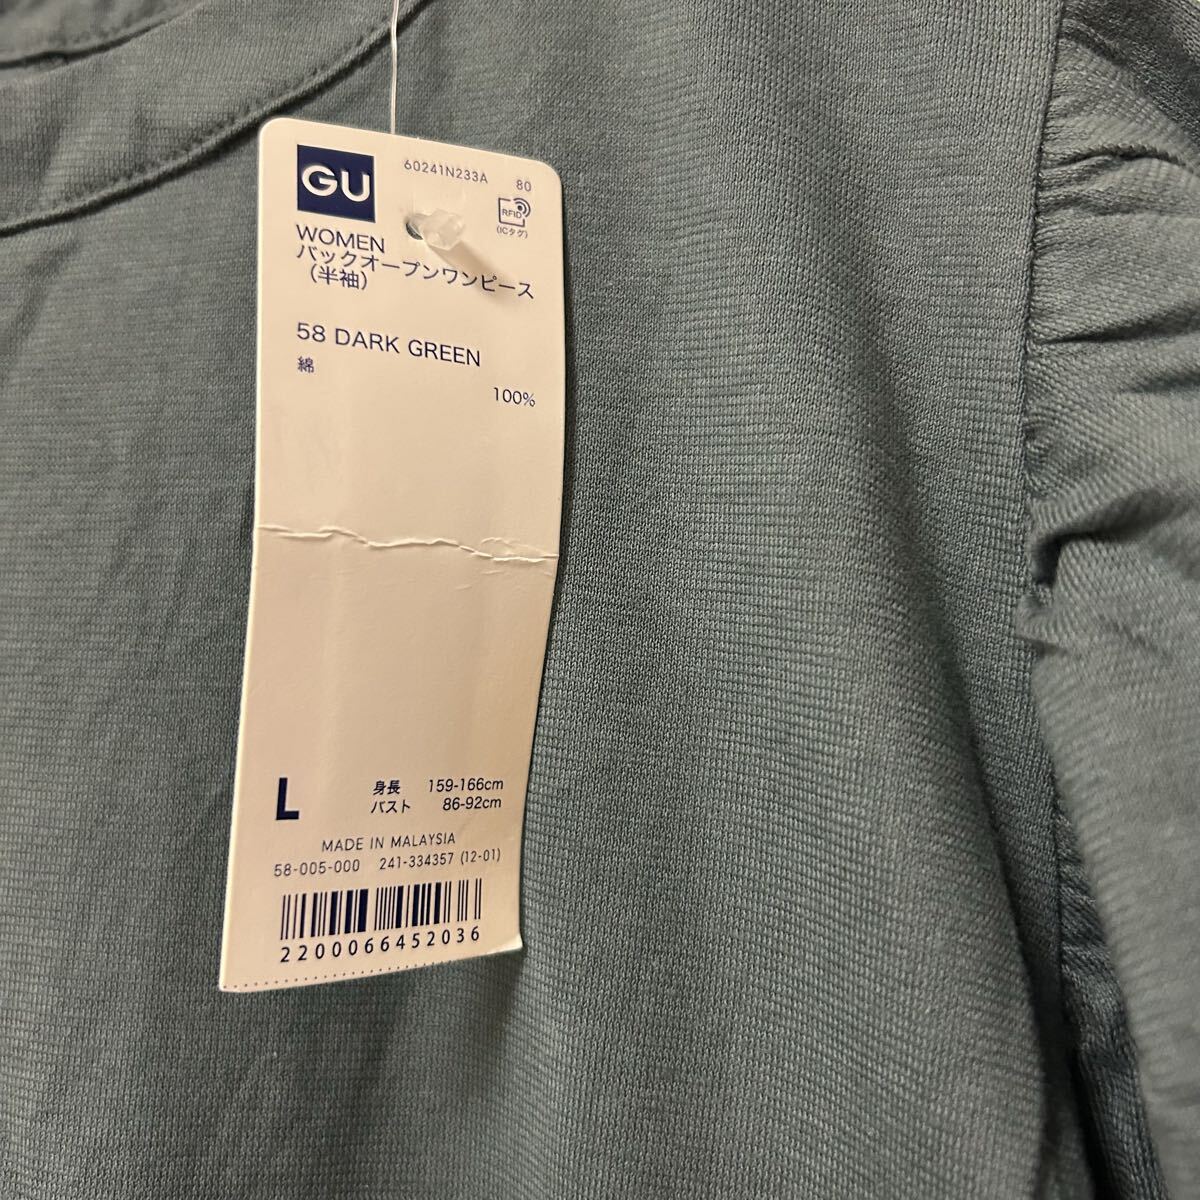 GU
60241N233A 80
RFID
(ICタグ)
WOMEN
バックオープンワンピース
(半袖)
58 DARK GREEN
綿
100%
L
身長 159-166cm
バスト 86-92cm
MADE IN MALAYSIA
58-005-000 241-334357 (12-01)
2200066452036